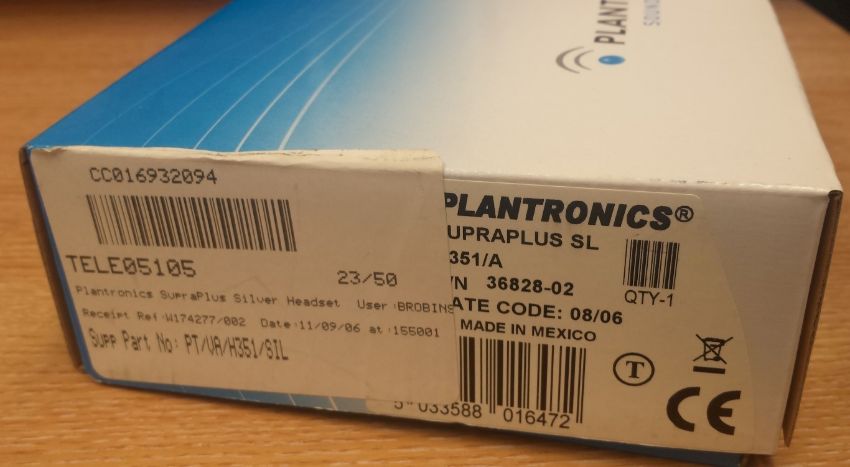 PLANT
SOUN
CC016932094
TELE05105
23/50
Plantronics SupraPlus Silver Headset User:BROBINS
Receipt Ref:W174277/002 Date:11/09/06 at:155001
Supp Part No: PT/VA/H351/SIL
PLANTRONICS®
UPRAPLUS SL
351/A
/N 36828-02
QTY-1
ATE CODE: 08/06
MADE IN MEXICO
T
5 033588 016472
CE